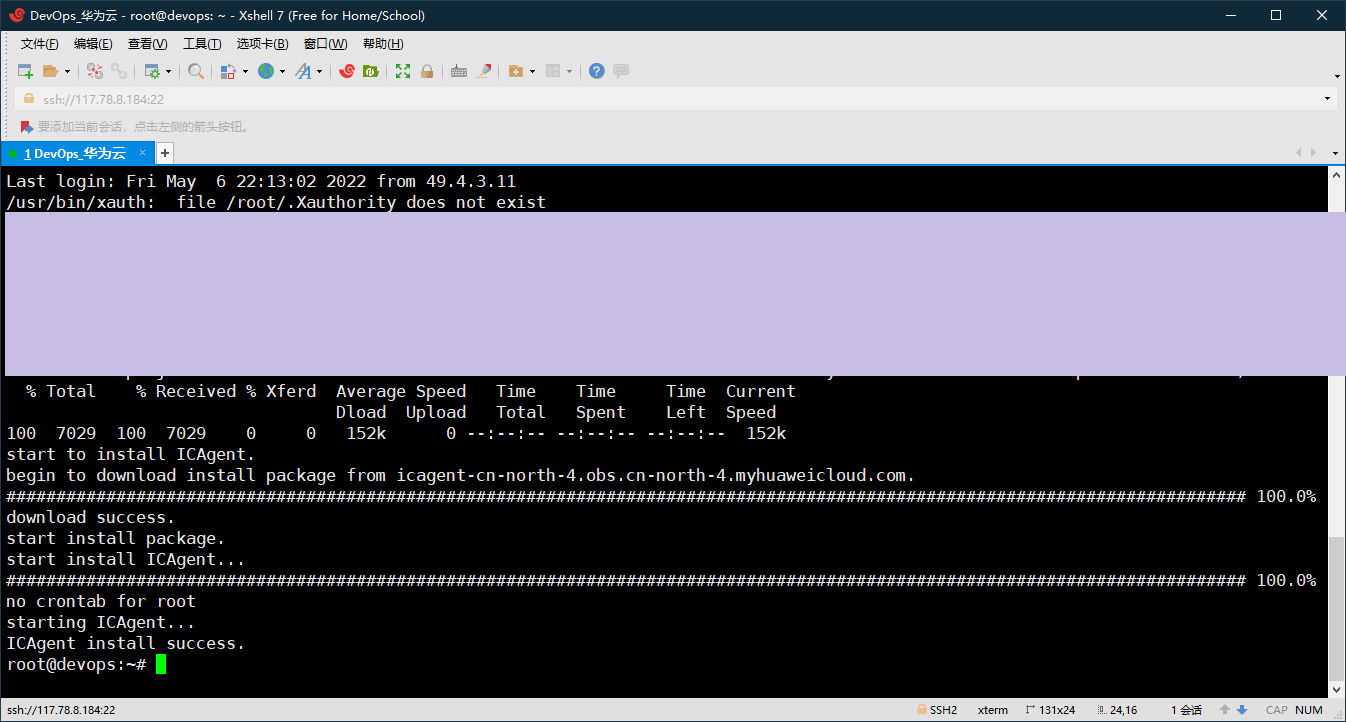 DevOps_华为云 - root@devops: ~ - Xshell 7 (Free for Home/School)
文件(F) 编辑(E) 查看(V) 工具(T) 选项卡(B) 窗口(W) 帮助(H)
ssh://117.78.8.184:22
要添加当前会话，点击左侧的箭头按钮。
1 DevOps_华为云 × +
Last login: Fri May  6 22:13:02 2022 from 49.4.3.11
/usr/bin/xauth:  file /root/.Xauthority does not exist
  % Total    % Received % Xferd  Average Speed   Time    Time     Time  Current
                                 Dload  Upload   Total   Spent    Left  Speed
100  7029  100  7029    0     0   152k      0 --:--:-- --:--:-- --:--:--  152k
start to install ICAgent.
begin to download install package from icagent-cn-north-4.obs.cn-north-4.myhuaweicloud.com.
############################################################################################################################ 100.0%
download success.
start install package.
start install ICAgent...
############################################################################################################################ 100.0%
no crontab for root
starting ICAgent...
ICAgent install success.
root@devops:~#
ssh://117.78.8.184:22 SSH2 xterm 131x24 24,16 1 会话 CAP NUM